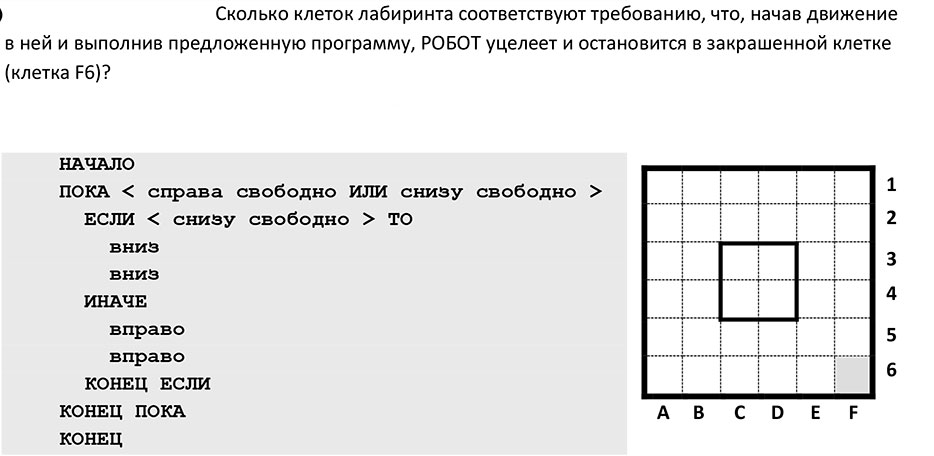 ) Сколько клеток лабиринта соответствуют требованию, что, начав движение
в ней и выполнив предложенную программу, РОБОТ уцелеет и остановится в закрашенной клетке
(клетка F6)?
НАЧАЛО
ПОКА < справа свободно ИЛИ снизу свободно >
ЕСЛИ < снизу свободно > ТО
вниз
вниз
ИНАЧЕ
вправо
вправо
КОНЕЦ ЕСЛИ
КОНЕЦ ПОКА
КОНЕЦ
1
2
3
4
5
6
A B C D E F